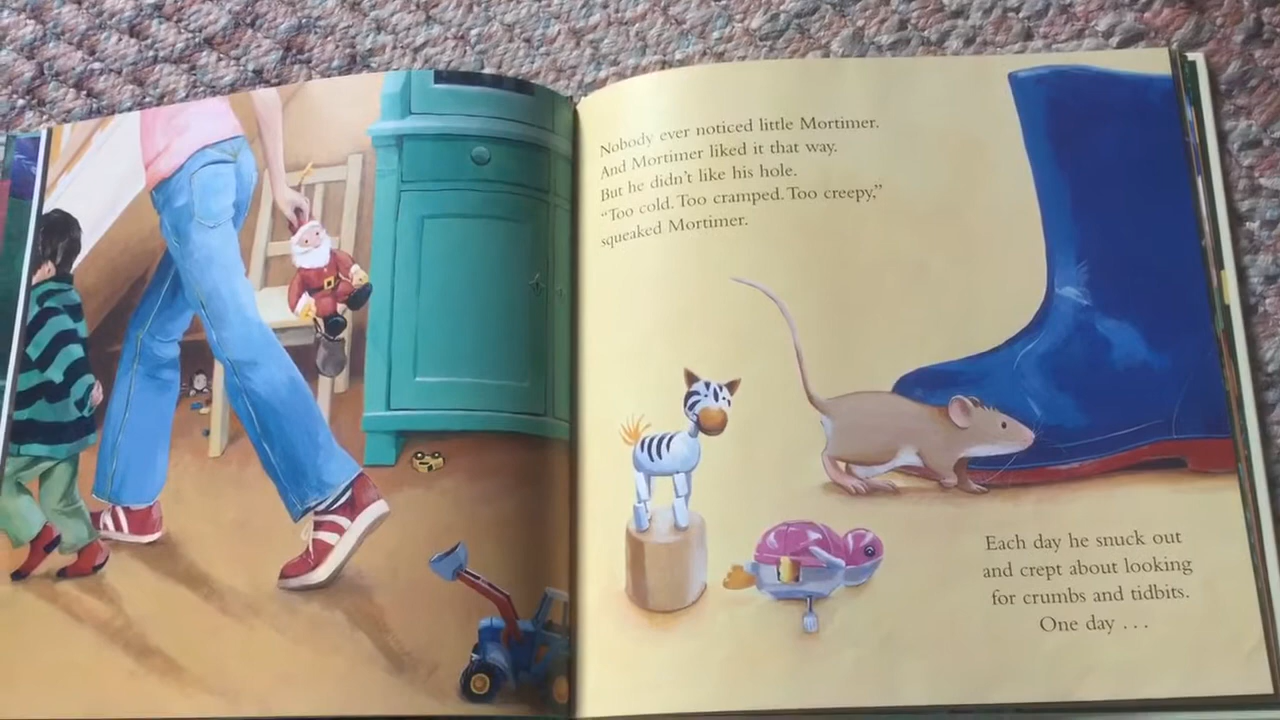 Nobody ever noticed little Mortimer.
And Mortimer liked it that way.
But he didn't like his hole.
“Too cold. Too cramped. Too creepy,”
squeaked Mortimer.
Each day he snuck out
and crept about looking
for crumbs and tidbits.
One day . . .